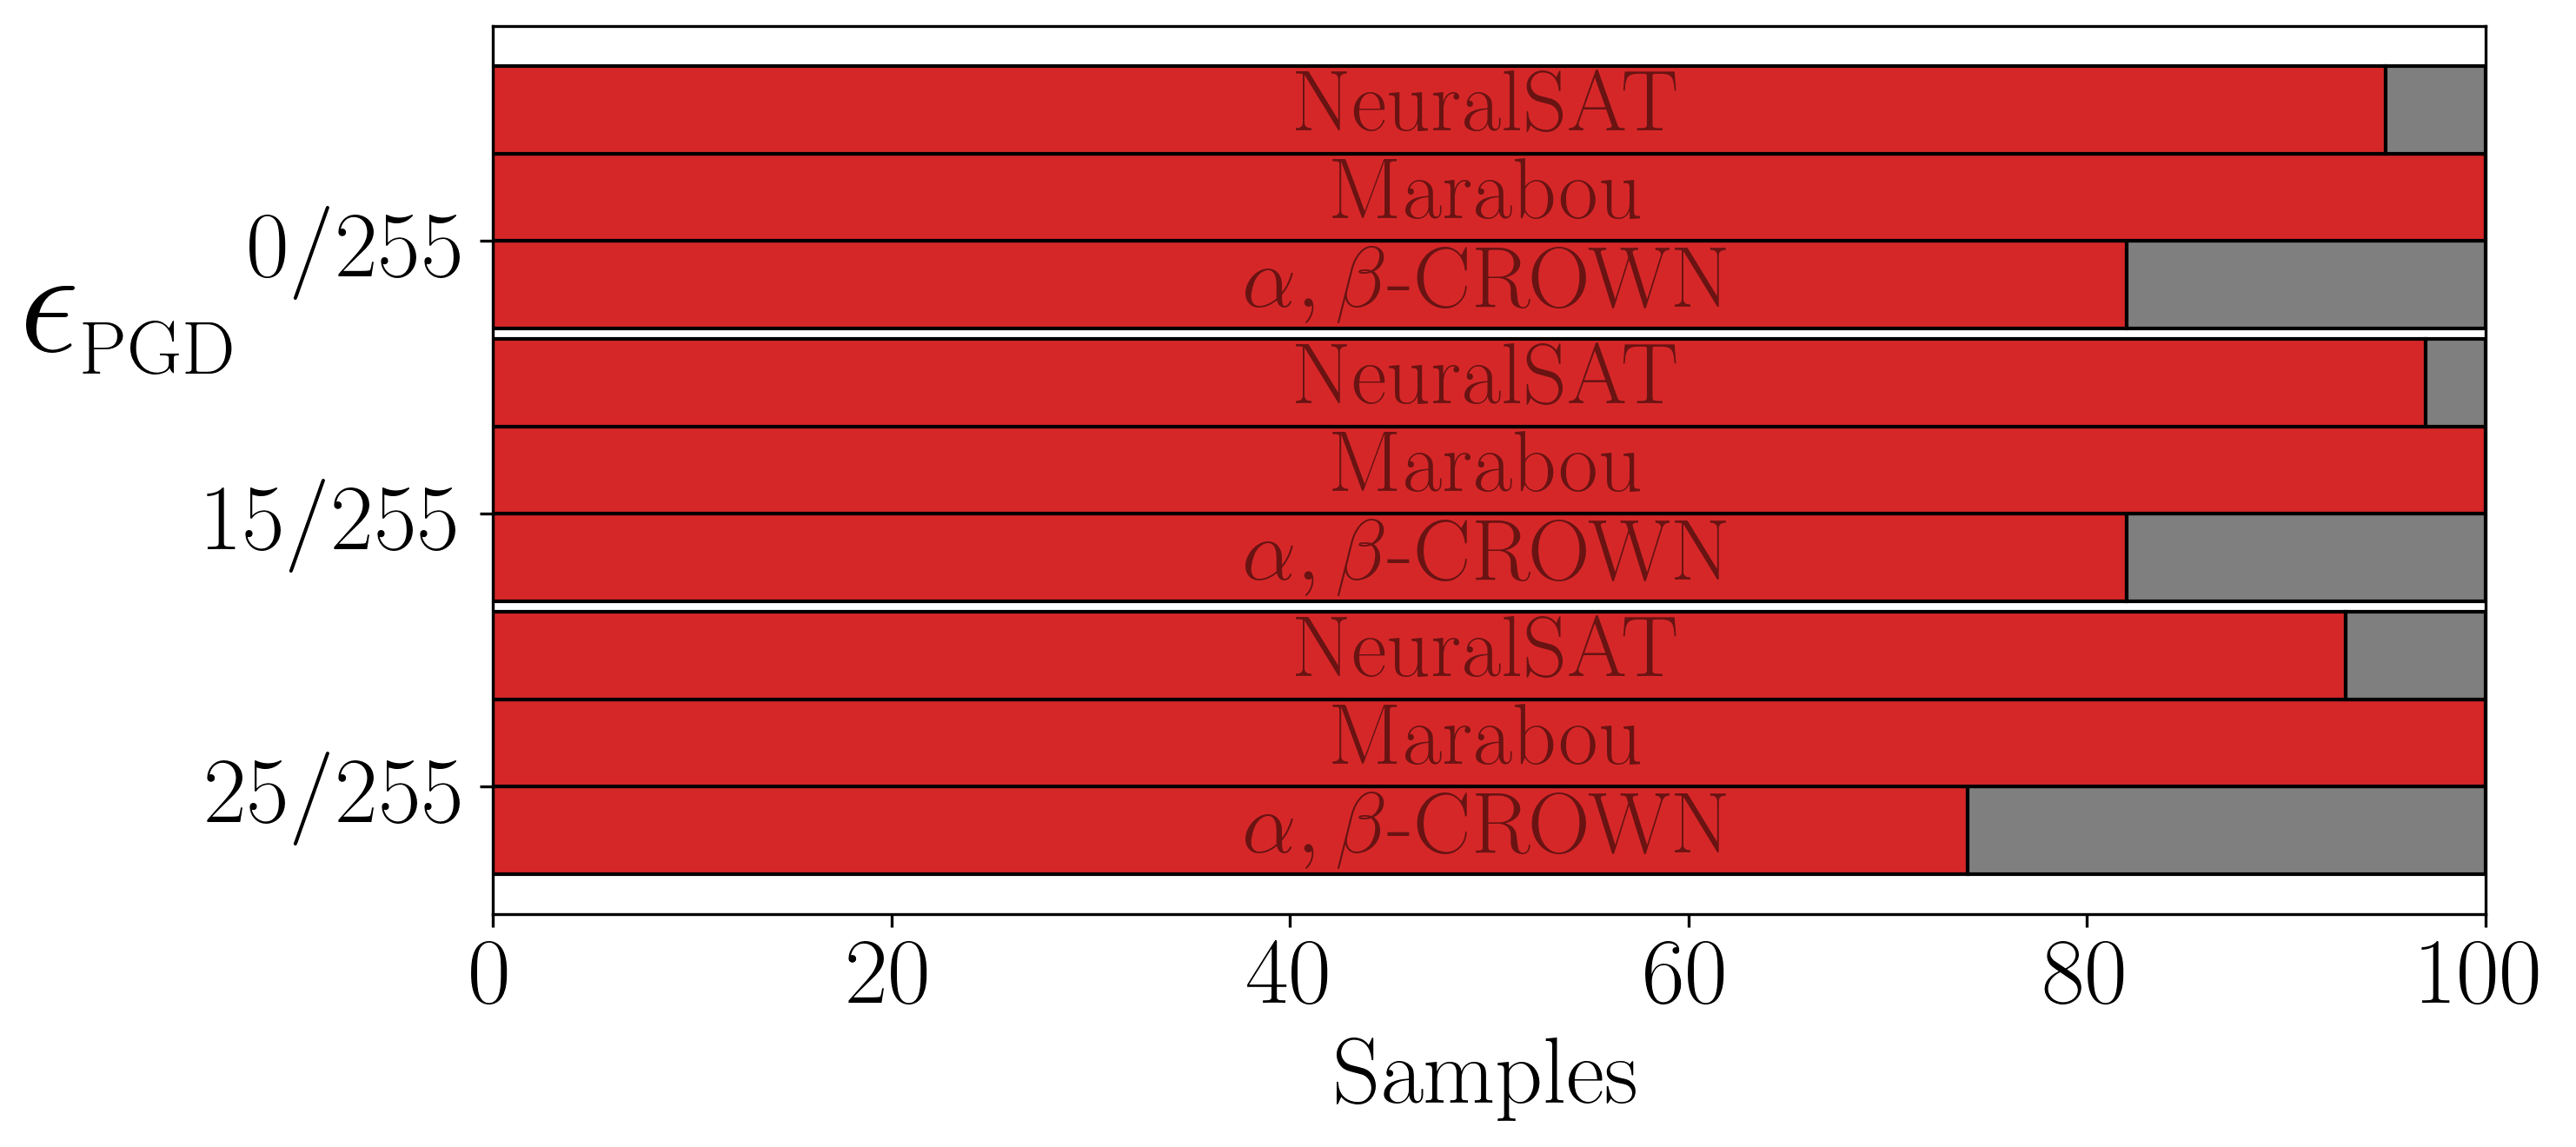 ϵPGD
0/255
NeuralSAT
Marabou
α, β-CROWN
15/255
NeuralSAT
Marabou
α, β-CROWN
25/255
NeuralSAT
Marabou
α, β-CROWN
0 20 40 60 80 100
Samples